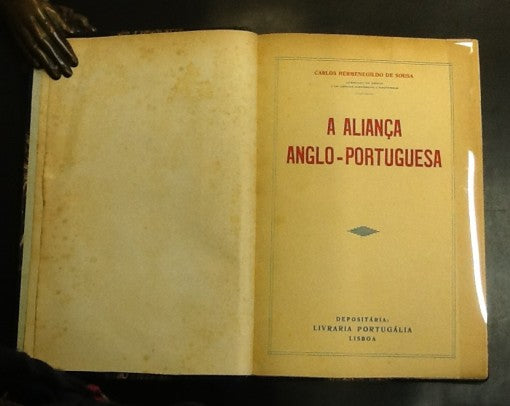 CARLOS HERMENEGILDO DE SOUSA
A ALIANÇA
ANGLO-PORTUGUESA
DEPOSITÁRIA:
LIVRARIA PORTUGÁLIA
LISBOA